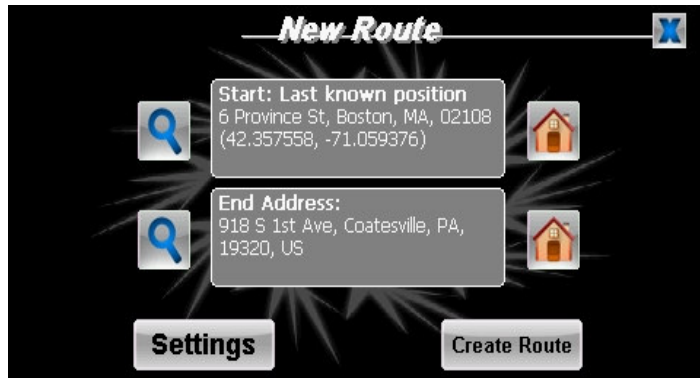 New Route
X
Start: Last known position
6 Province St, Boston, MA, 02108
(42.357558, -71.059376)
End Address:
918 S 1st Ave, Coatesville, PA,
19320, US
Settings
Create Route